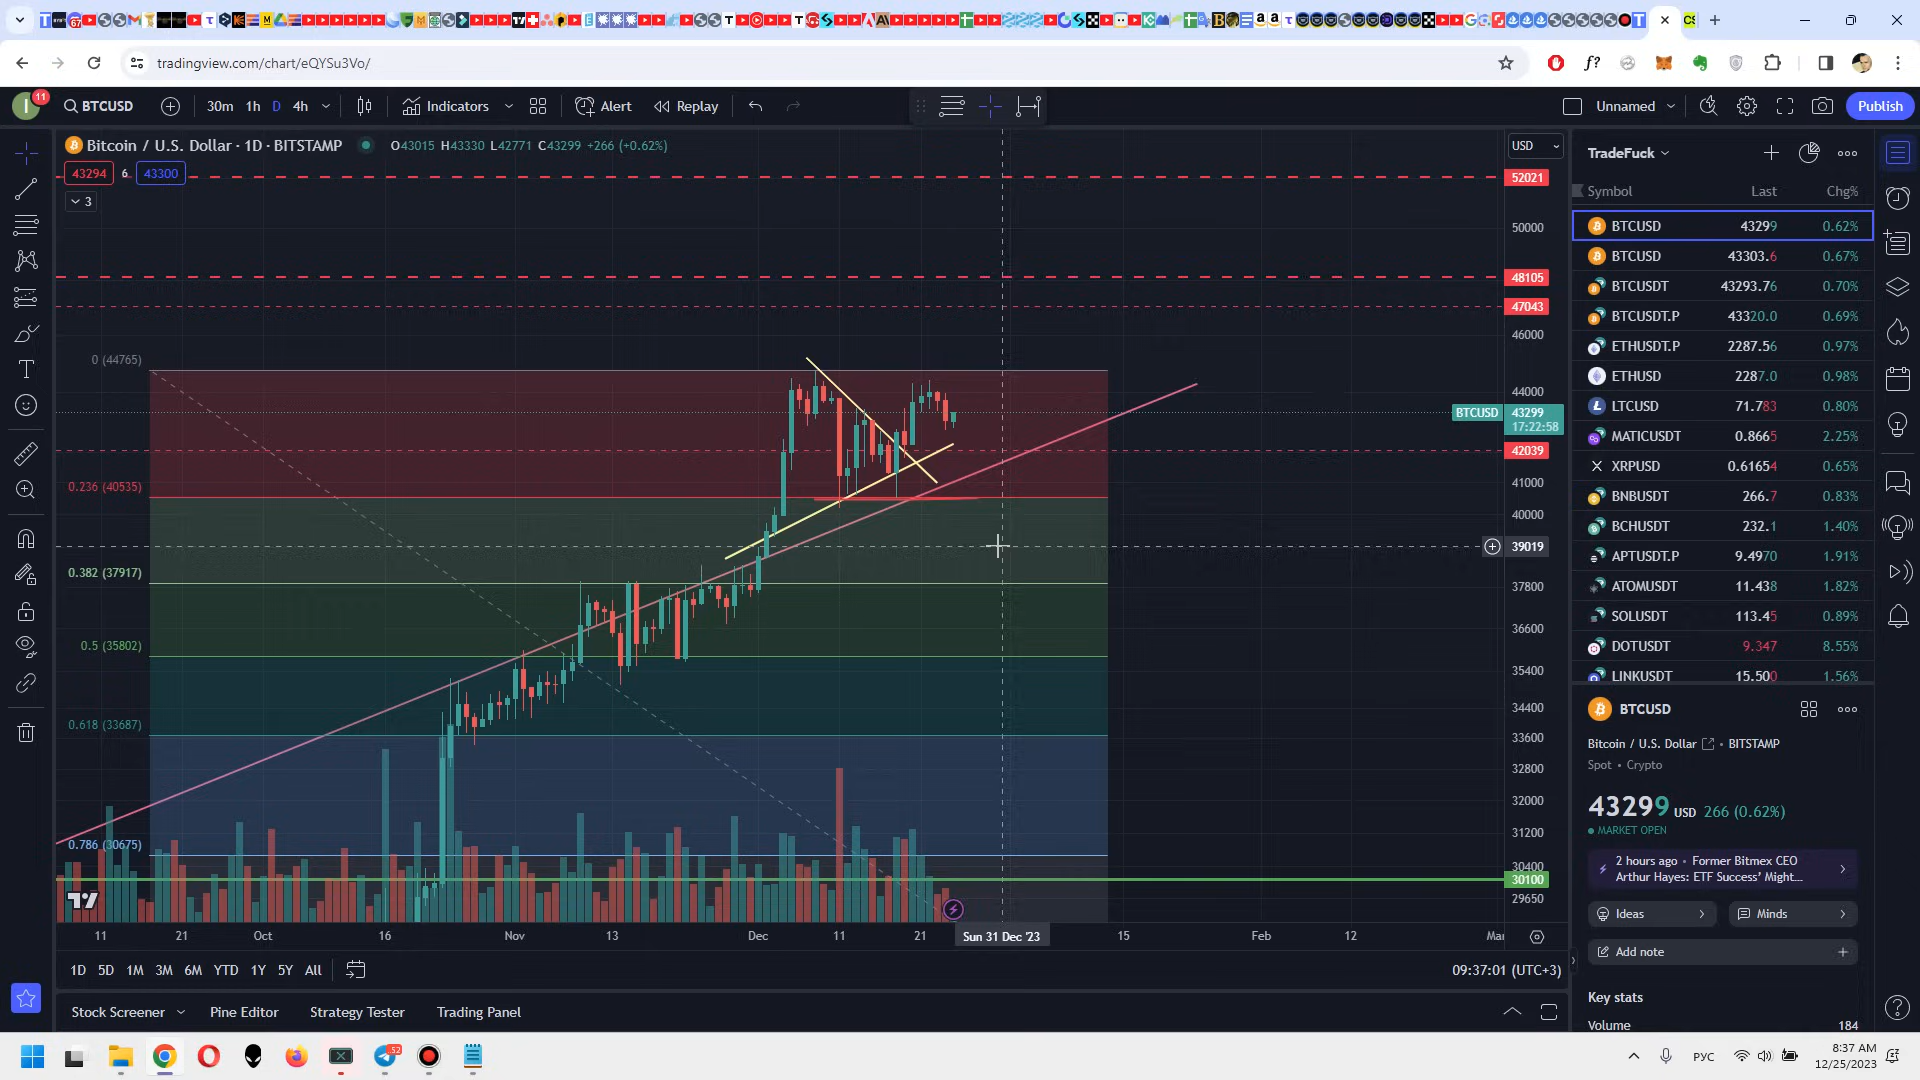 tradingview.com/chart/eQYSu3Vo/
11
BTCUSD
30m 1h D 4h
Indicators
Alert
Replay
Unnamed
Publish
Bitcoin / U.S. Dollar · 1D · BITSTAMP
O43015 H43330 L42771 C43299 +266 (+0.62%)
43294 6 43300
3
USD
52021
50000
48105
47043
46000
44000
BTCUSD 43299
17:22:58
42039
41000
40000
39019
37800
36600
35400
34400
33600
32800
32000
31200
30400
30100
29650
0 (44765)
0.236 (40535)
0.382 (37917)
0.5 (35802)
0.618 (33687)
0.786 (30675)
11 21 Oct 16 Nov 13 Dec 11 21 Sun 31 Dec '23 15 Feb 12 Mar
1D 5D 1M 3M 6M YTD 1Y 5Y All
09:37:01 (UTC+3)
Stock Screener
Pine Editor
Strategy Tester
Trading Panel
TradeFuck
Symbol Last Chg%
BTCUSD 43299 0.62%
BTCUSD 43303.6 0.67%
BTCUSDT 43293.76 0.70%
BTCUSDT.P 43320.0 0.69%
ETHUSDT.P 2287.56 0.97%
ETHUSD 2287.0 0.98%
LTCUSD 71.783 0.80%
MATICUSDT 0.8665 2.25%
XRPUSD 0.61654 0.65%
BNBUSDT 266.7 0.83%
BCHUSDT 232.1 1.40%
APTUSDT.P 9.4970 1.91%
ATOMUSDT 11.438 1.82%
SOLUSDT 113.45 0.89%
DOTUSDT 9.347 8.55%
LINKUSDT 15.500 1.56%
BTCUSD
Bitcoin / U.S. Dollar • BITSTAMP
Spot • Crypto
43299 USD 266 (0.62%)
MARKET OPEN
2 hours ago • Former Bitmex CEO
Arthur Hayes: ETF Success' Might...
Ideas
Minds
Add note
Key stats
Volume 184
52
РУС
8:37 AM
12/25/2023